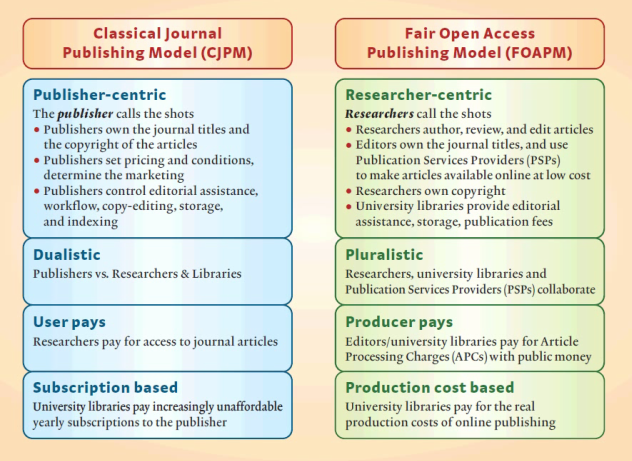 Classical Journal
Publishing Model (CJPM)
Publisher-centric
The publisher calls the shots
• Publishers own the journal titles and
the copyright of the articles
• Publishers set pricing and conditions,
determine the marketing
• Publishers control editorial assistance,
workflow, copy-editing, storage,
and indexing
Dualistic
Publishers vs. Researchers & Libraries
User pays
Researchers pay for access to journal articles
Subscription based
University libraries pay increasingly unaffordable
yearly subscriptions to the publisher
Fair Open Access
Publishing Model (FOAPM)
Researcher-centric
Researchers call the shots
• Researchers author, review, and edit articles
• Editors own the journal titles, and use
Publication Services Providers (PSPs)
to make articles available online at low cost
• Researchers own copyright
• University libraries provide editorial
assistance, storage, publication fees
Pluralistic
Researchers, university libraries and
Publication Services Providers (PSPs) collaborate
Producer pays
Editors/university libraries pay for Article
Processing Charges (APCs) with public money
Production cost based
University libraries pay for the real
production costs of online publishing